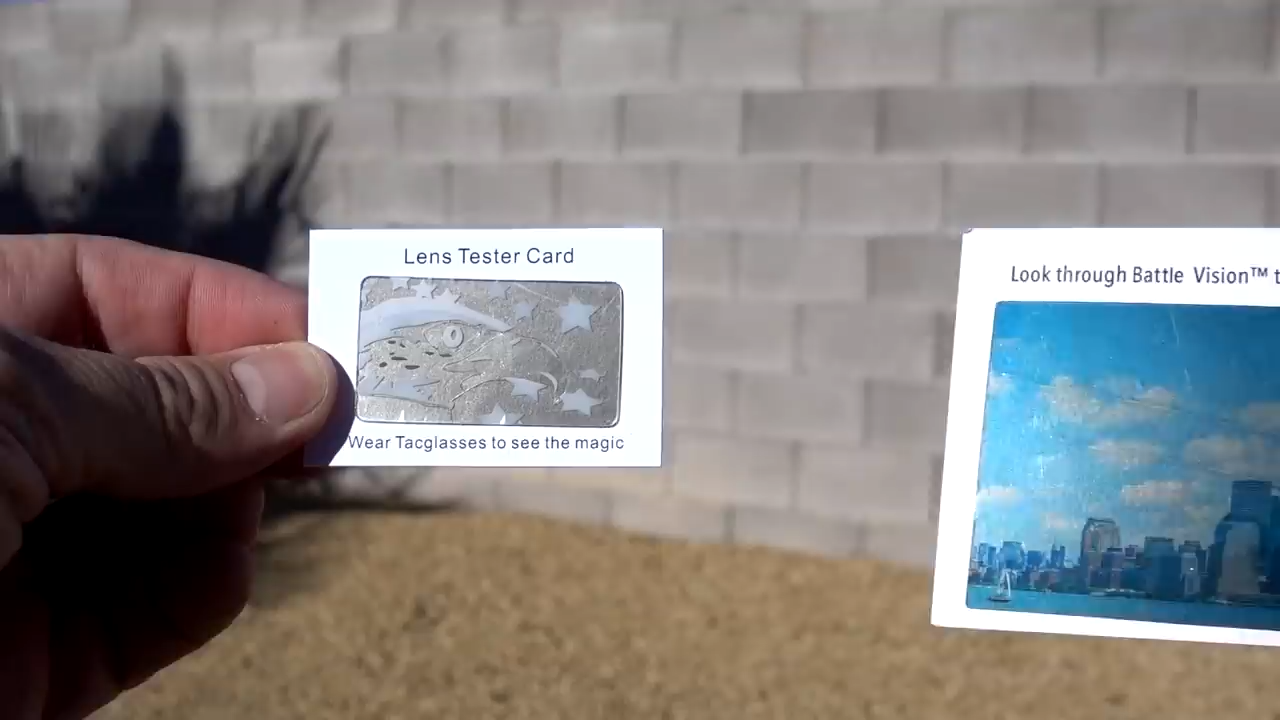 Lens Tester Card
Wear Tacglasses to see the magic
Look through Battle Vision™